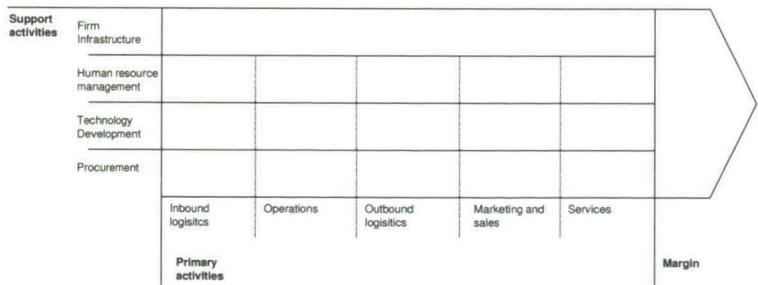 Support
activities
Firm
Infrastructure
Human resource
management
Technology
Development
Procurement
Inbound
logisitcs
Operations
Outbound
logisitics
Marketing and
sales
Services
Primary
activities
Margin